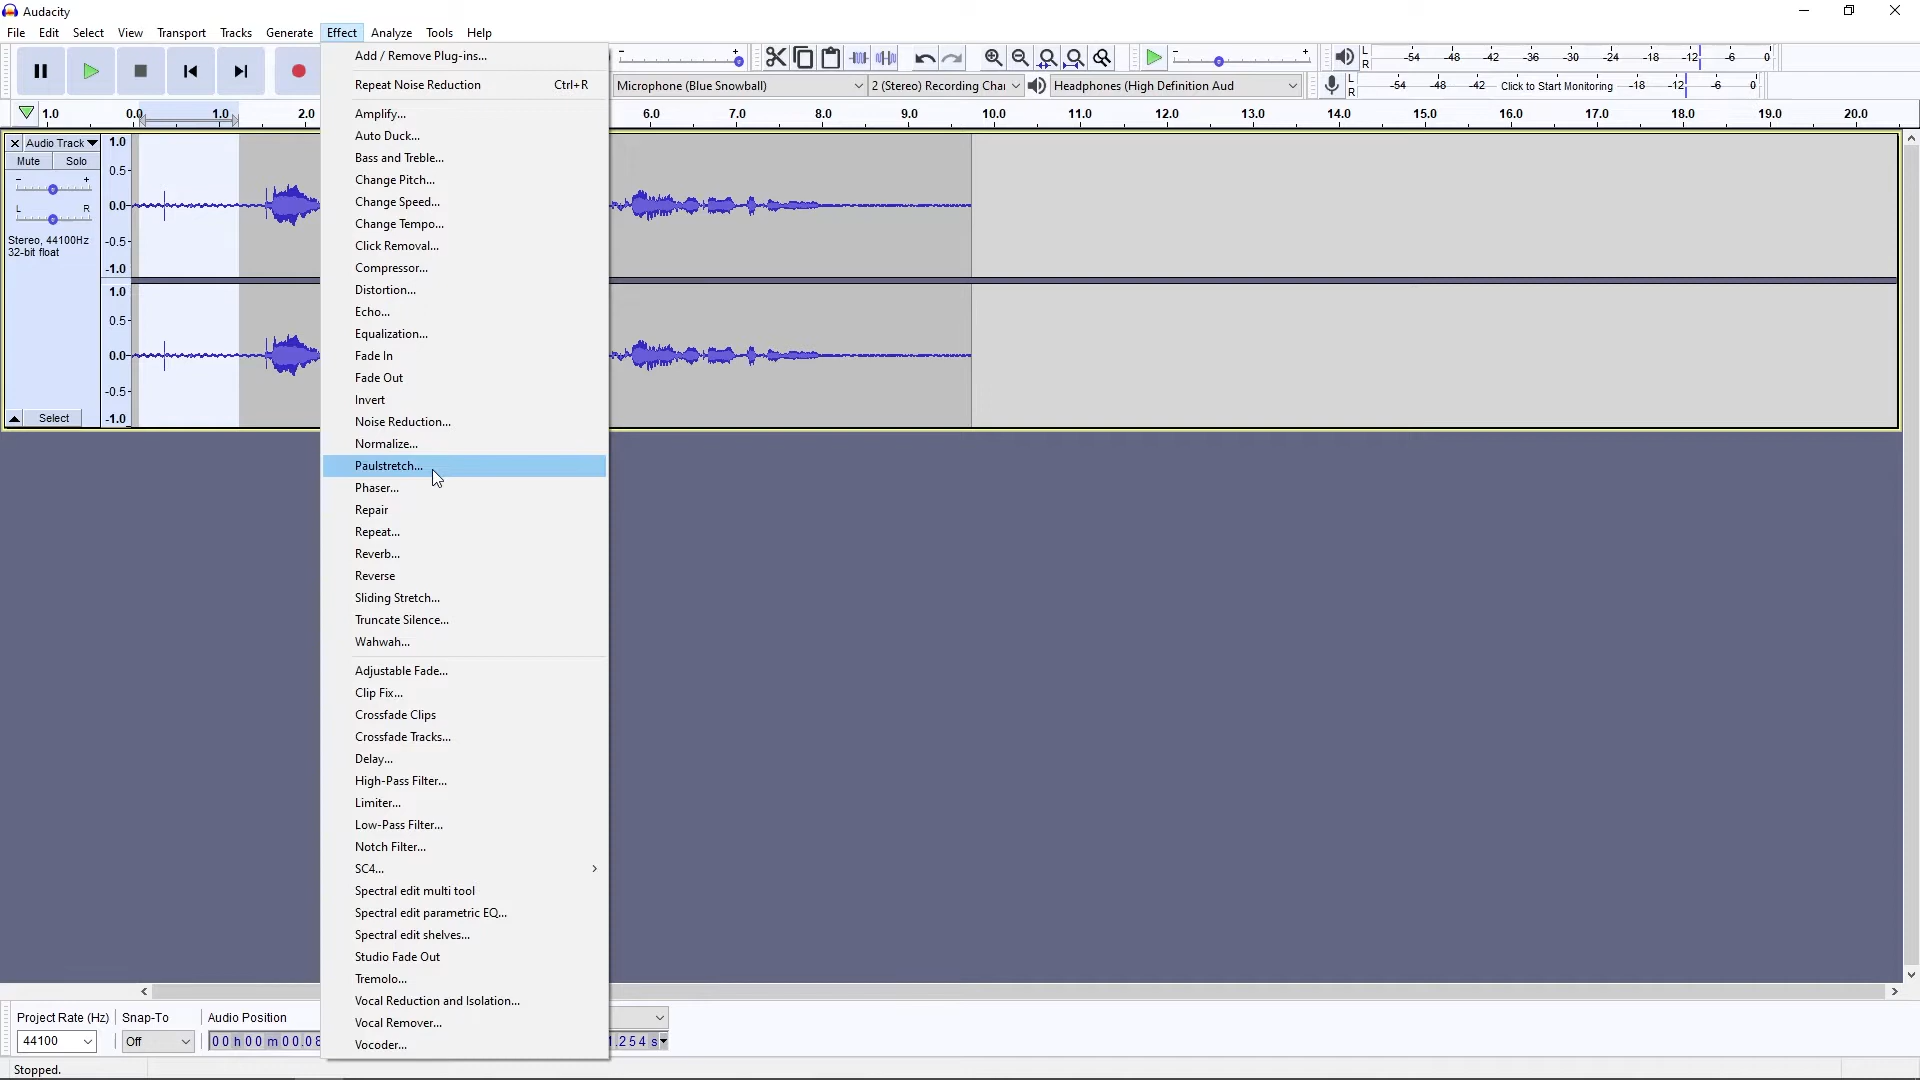 Audacity
File Edit Select View Transport Tracks Generate Effect Analyze Tools Help
Add / Remove Plug-ins...
Repeat Noise Reduction Ctrl+R
Amplify...
Auto Duck...
Bass and Treble...
Change Pitch...
Change Speed...
Change Tempo...
Click Removal...
Compressor...
Distortion...
Echo...
Equalization...
Fade In
Fade Out
Invert
Noise Reduction...
Normalize...
Paulstretch...
Phaser...
Repair
Repeat...
Reverb...
Reverse
Sliding Stretch...
Truncate Silence...
Wahwah...
Adjustable Fade...
Clip Fix...
Crossfade Clips
Crossfade Tracks...
Delay...
High-Pass Filter...
Limiter...
Low-Pass Filter...
Notch Filter...
SC4...
Spectral edit multi tool
Spectral edit parametric EQ...
Spectral edit shelves...
Studio Fade Out
Tremolo...
Vocal Reduction and Isolation...
Vocal Remover...
Vocoder...
- + - + L R -54 -48 -42 -36 -30 -24 -18 -12 -6 0
Microphone (Blue Snowball) 2 (Stereo) Recording Char Headphones (High Definition Aud L R -54 -48 -42 Click to Start Monitoring -18 -12 -6 0
1.0 0.0 1.0 2.0 6.0 7.0 8.0 9.0 10.0 11.0 12.0 13.0 14.0 15.0 16.0 17.0 18.0 19.0 20.0
Audio Track
Mute Solo
- +
L R
Stereo, 44100Hz
32-bit float
Select
1.0
0.5-
0.0-
-0.5-
-1.0
1.0
0.5-
0.0-
-0.5-
-1.0
Project Rate (Hz) Snap-To Audio Position
44100 Off 00 h 00 m 00.08 .254 s
Stopped.